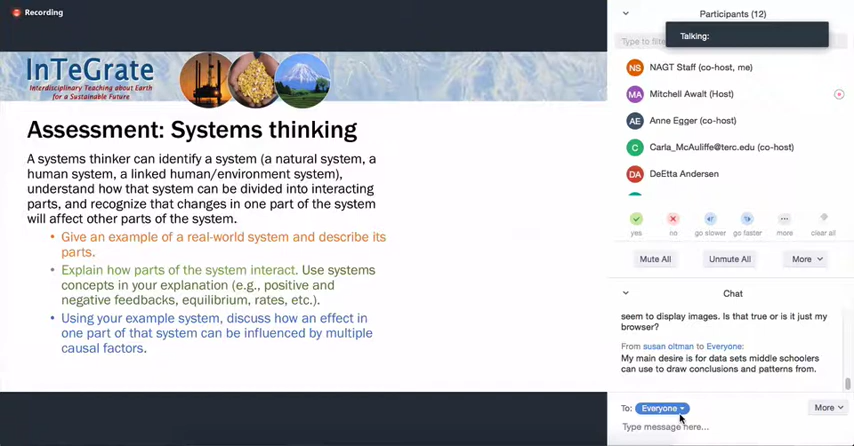 Recording
InTeGrate
Interdisciplinary Teaching about Earth
for a Sustainable Future
Assessment: Systems thinking
A systems thinker can identify a system (a natural system, a
human system, a linked human/environment system),
understand how that system can be divided into interacting
parts, and recognize that changes in one part of the system
will affect other parts of the system.
• Give an example of a real-world system and describe its
parts.
• Explain how parts of the system interact. Use systems
concepts in your explanation (e.g., positive and
negative feedbacks, equilibrium, rates, etc.).
• Using your example system, discuss how an effect in
one part of that system can be influenced by multiple
causal factors.
Participants (12)
Type to filte
Talking:
NS NAGT Staff (co-host, me)
MA Mitchell Awalt (Host)
AE Anne Egger (co-host)
C Carla_McAuliffe@terc.edu (co-host)
DA DeEtta Andersen
yes no go slower go faster more clear all
Mute All Unmute All More
Chat
seem to display images. Is that true or is it just my
browser?
From susan oltman to Everyone:
My main desire is for data sets middle schoolers
can use to draw conclusions and patterns from.
To: Everyone More
Type message here...